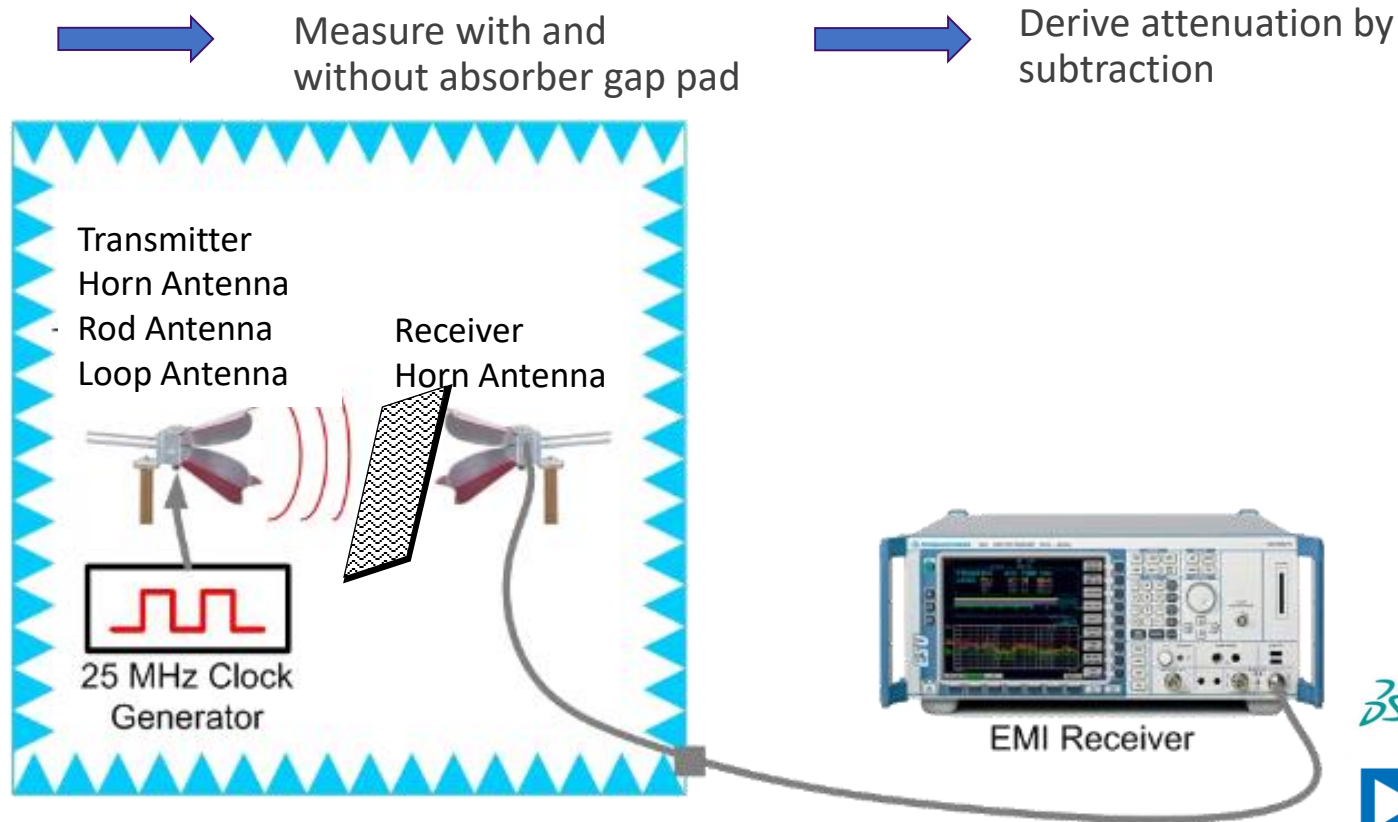 Measure with and
without absorber gap pad
Derive attenuation by
subtraction
Transmitter
Horn Antenna
Rod Antenna
Loop Antenna
Receiver
Horn Antenna
25 MHz Clock
Generator
EMI Receiver